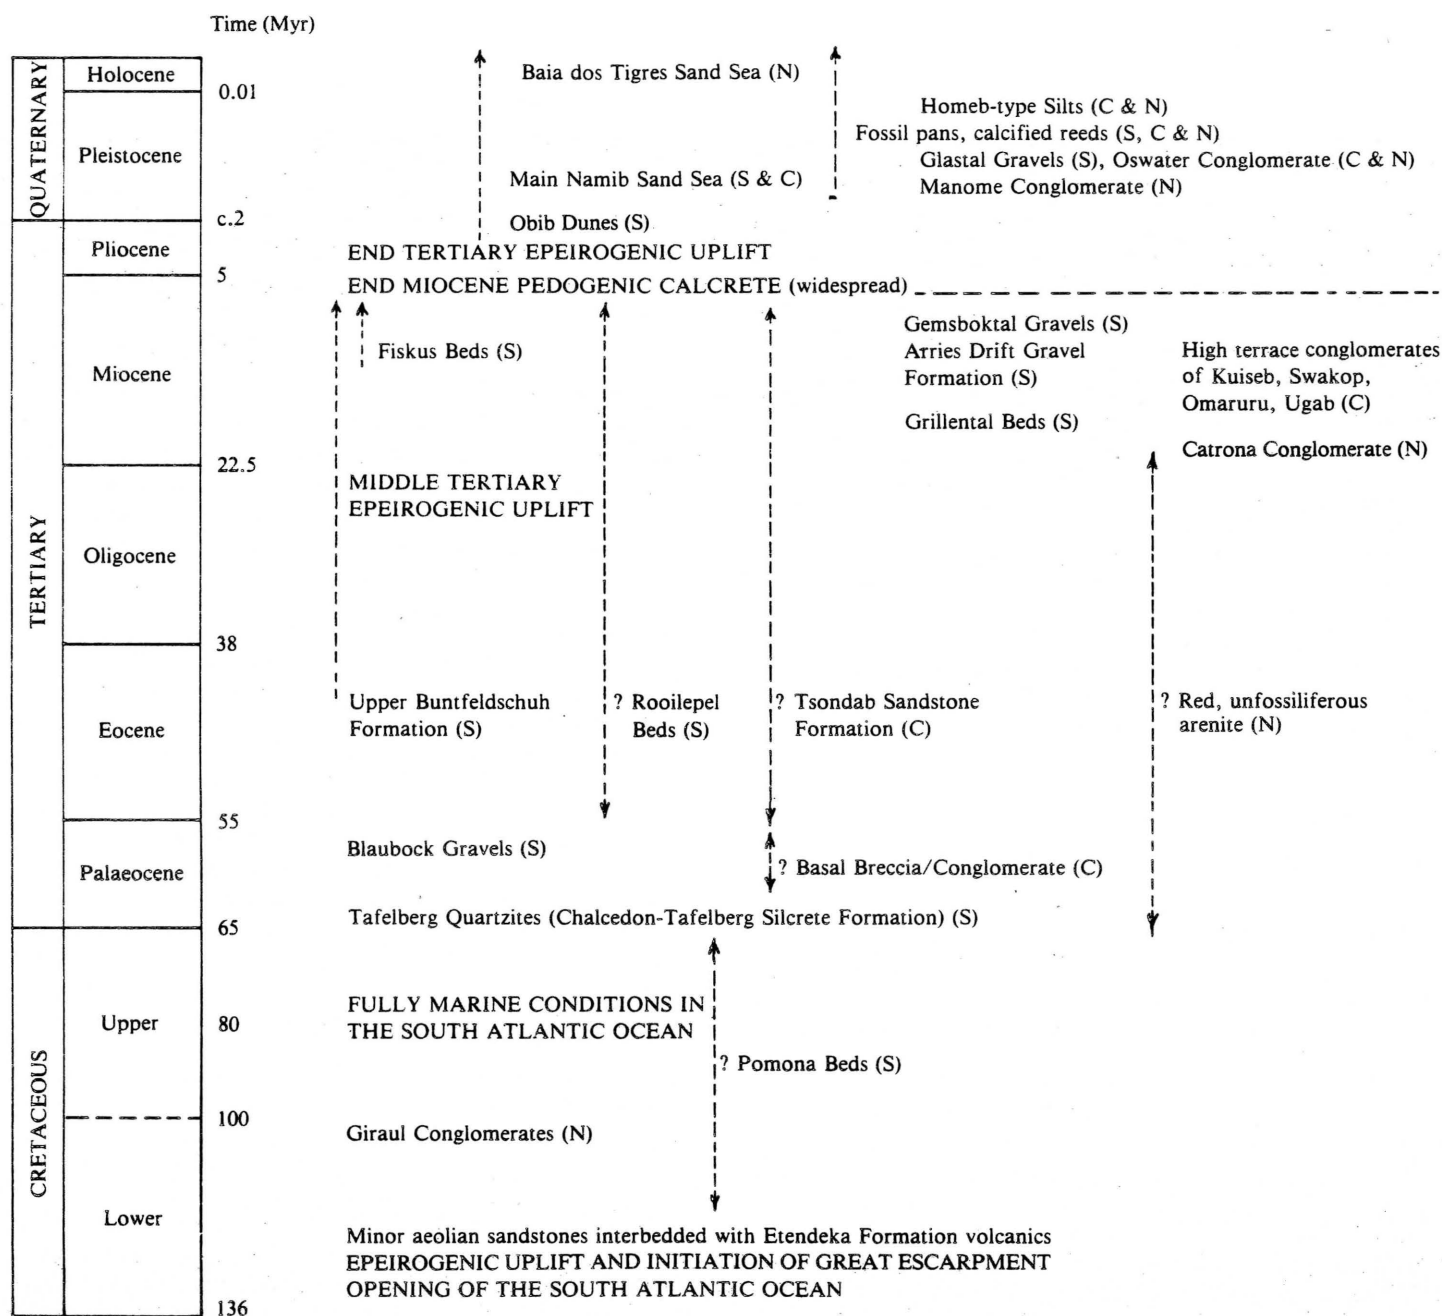 Time (Myr)
QUATERNARY
Holocene
0.01
Pleistocene
c.2
Baia dos Tigres Sand Sea (N)
Main Namib Sand Sea (S & C)
Obib Dunes (S)
Homeb-type Silts (C & N)
Fossil pans, calcified reeds (S, C & N)
Glastal Gravels (S), Oswater Conglomerate (C & N)
Manome Conglomerate (N)
TERTIARY
Pliocene
5
END TERTIARY EPEIROGENIC UPLIFT
END MIOCENE PEDOGENIC CALCRETE (widespread)
Miocene
22.5
Fiskus Beds (S)
Gemsboktal Gravels (S)
Arries Drift Gravel
Formation (S)
Grillental Beds (S)
High terrace conglomerates
of Kuiseb, Swakop,
Omaruru, Ugab (C)
Catrona Conglomerate (N)
MIDDLE TERTIARY
EPEIROGENIC UPLIFT
Oligocene
38
Eocene
55
Upper Buntfeldschuh
Formation (S)
? Rooilepel
Beds (S)
? Tsondab Sandstone
Formation (C)
? Red, unfossiliferous
arenite (N)
Palaeocene
65
Blaubock Gravels (S)
? Basal Breccia/Conglomerate (C)
Tafelberg Quartzites (Chalcedon-Tafelberg Silcrete Formation) (S)
CRETACEOUS
Upper
80
100
FULLY MARINE CONDITIONS IN
THE SOUTH ATLANTIC OCEAN
? Pomona Beds (S)
Giraul Conglomerates (N)
Lower
136
Minor aeolian sandstones interbedded with Etendeka Formation volcanics
EPEIROGENIC UPLIFT AND INITIATION OF GREAT ESCARPMENT
OPENING OF THE SOUTH ATLANTIC OCEAN